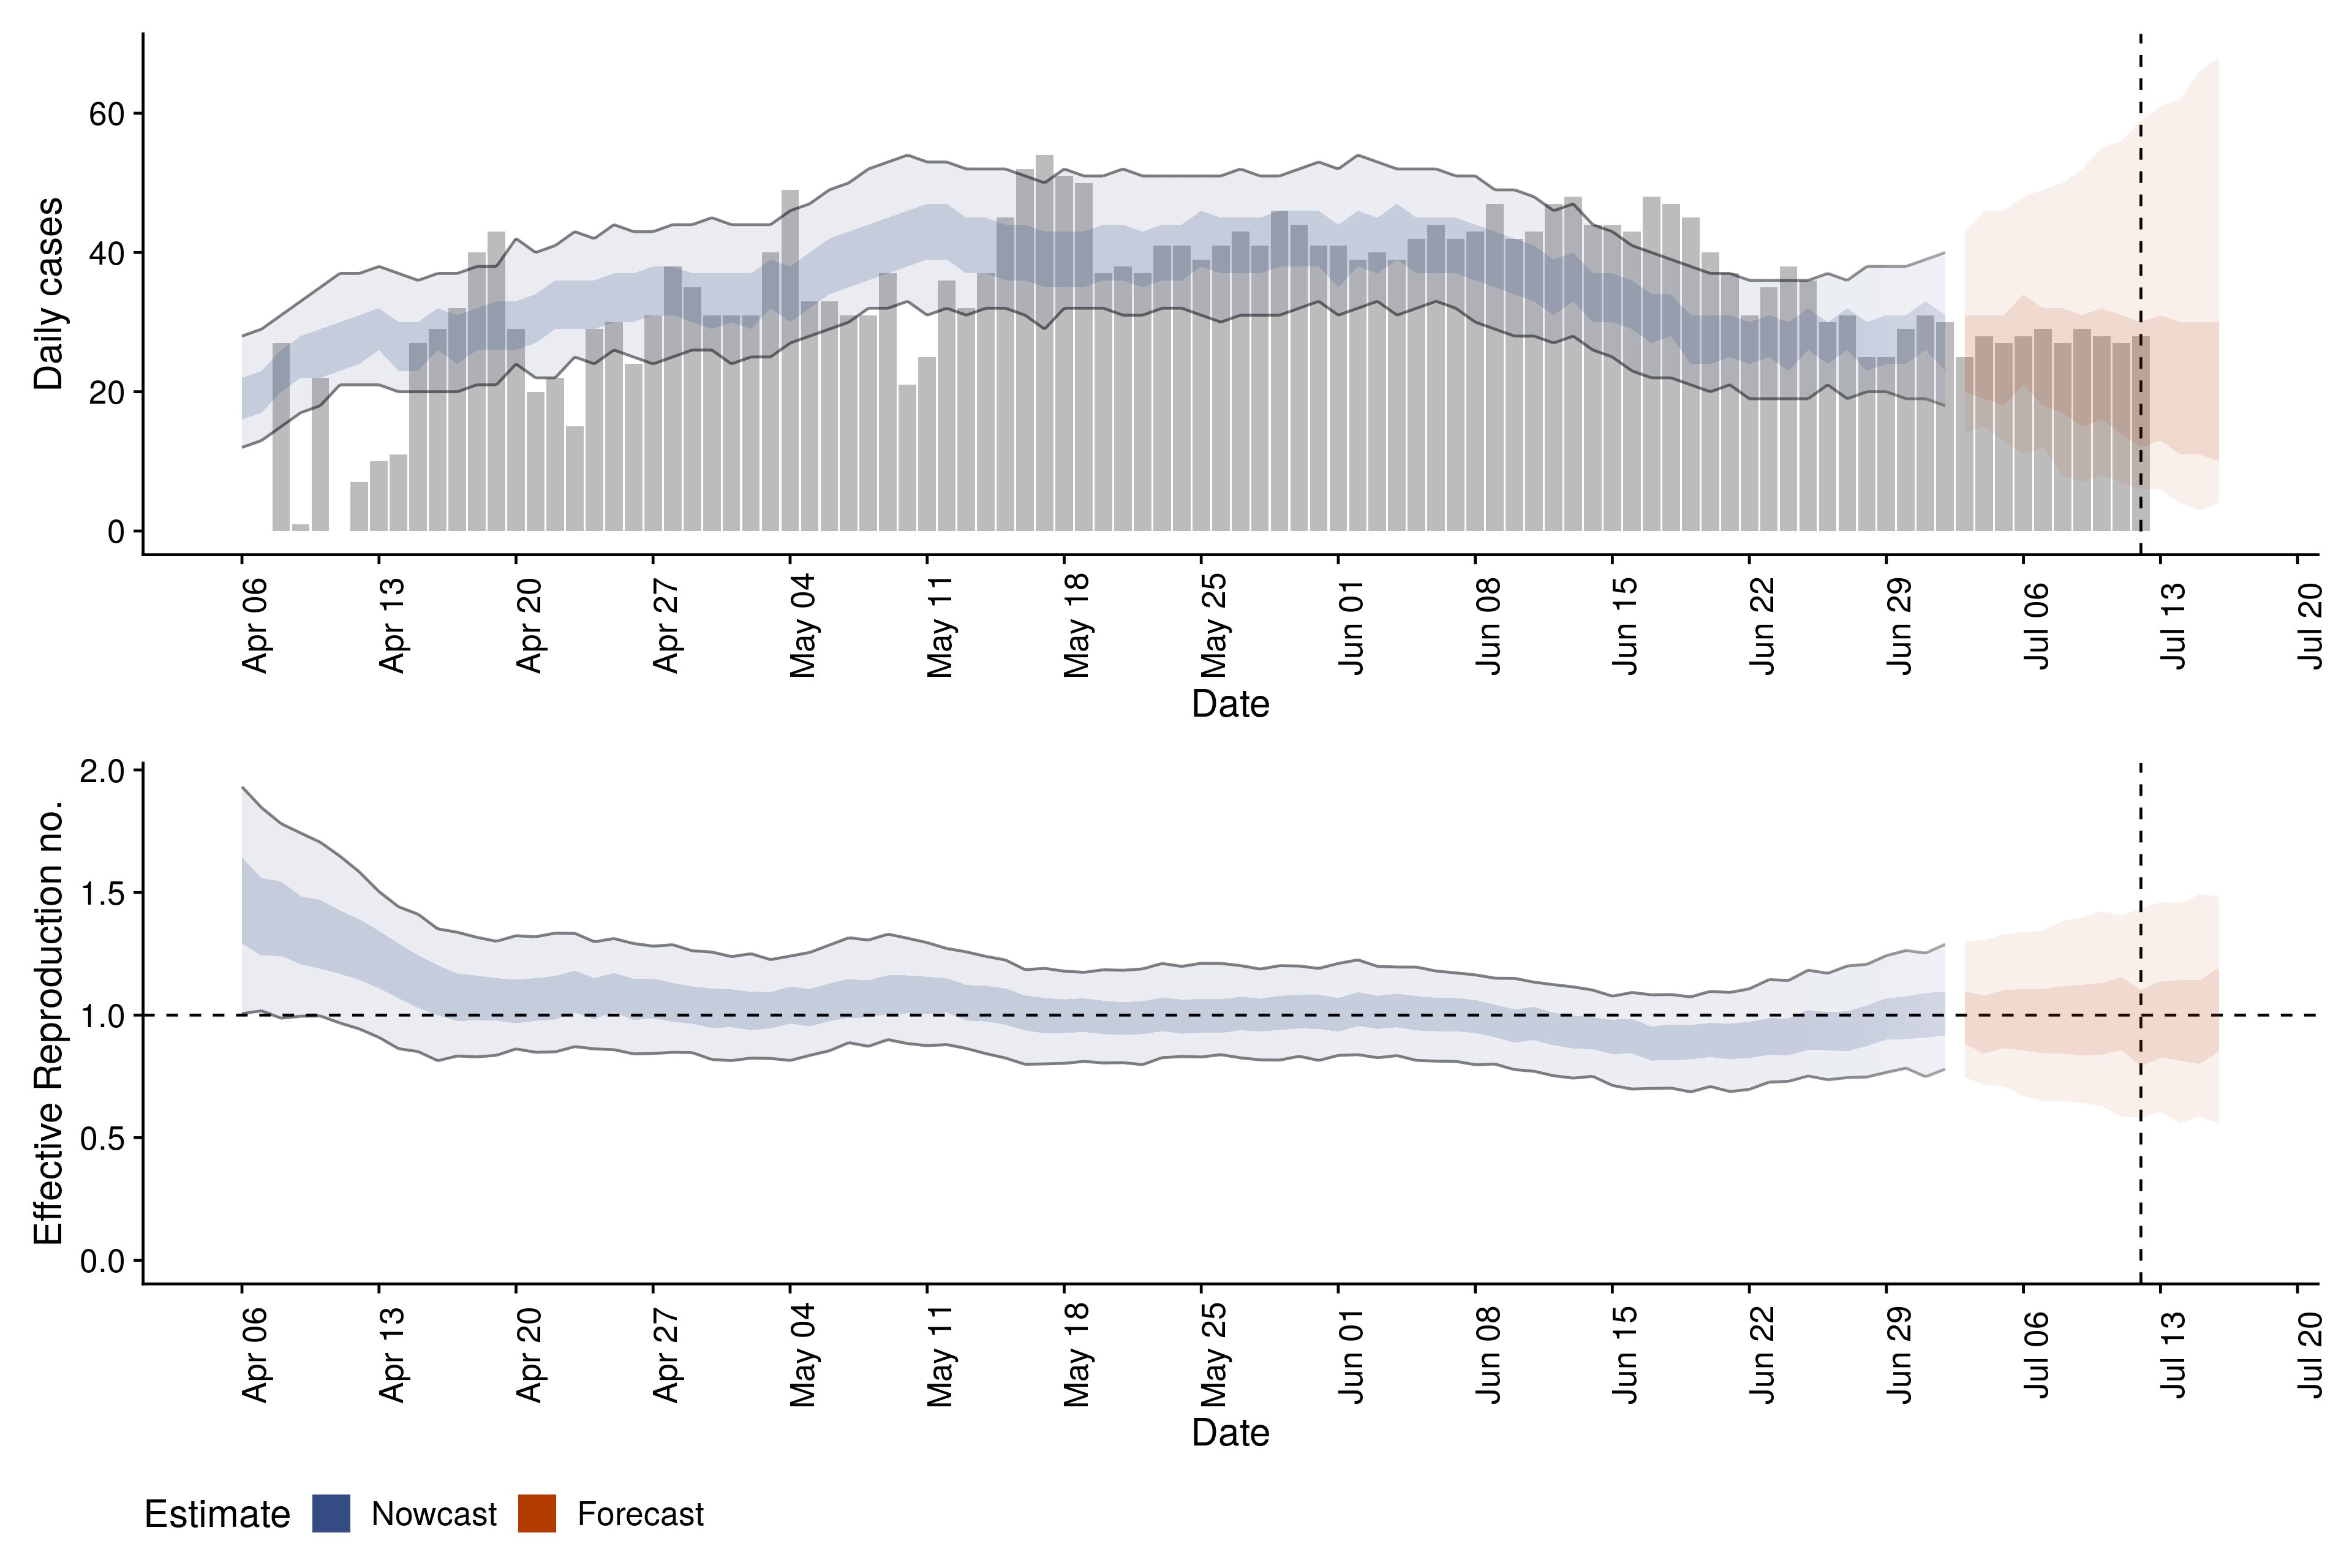 Daily cases
60
40
20
0
Apr 06
Apr 13
Apr 20
Apr 27
May 04
May 11
May 18
May 25
Jun 01
Jun 08
Jun 15
Jun 22
Jun 29
Jul 06
Jul 13
Jul 20
Date
Effective Reproduction no.
2.0
1.5
1.0
0.5
0.0
Apr 06
Apr 13
Apr 20
Apr 27
May 04
May 11
May 18
May 25
Jun 01
Jun 08
Jun 15
Jun 22
Jun 29
Jul 06
Jul 13
Jul 20
Date
Estimate Nowcast Forecast